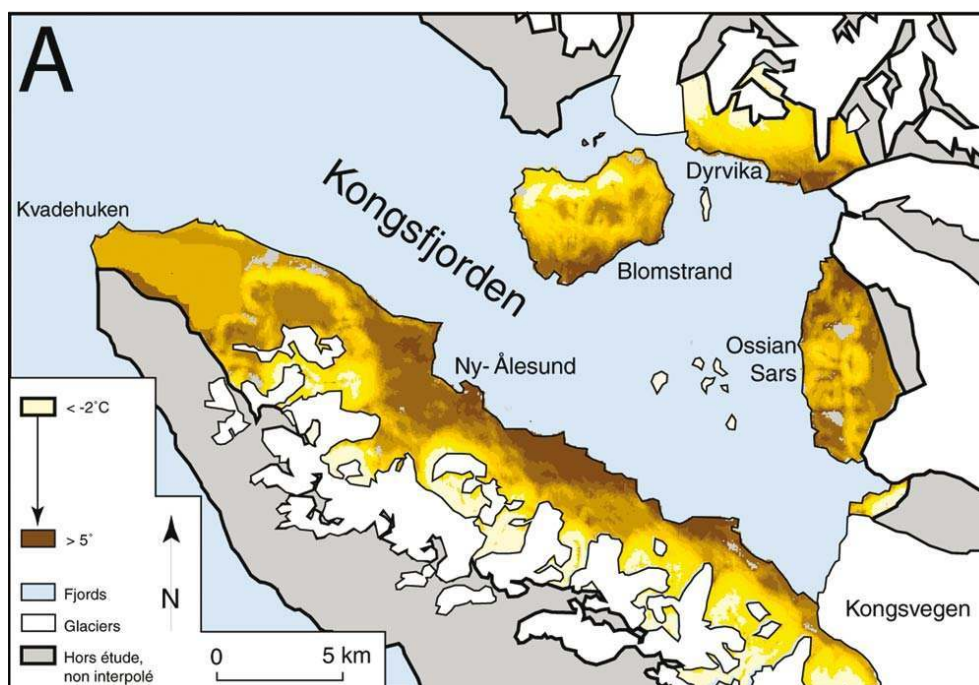 A
Kvadehuken
Kongsfjorden
Dyrvika
Blomstrand
Ny-Ålesund
Ossian
Sars
Kongsvegen
< -2°C
> 5°
Fjords
Glaciers
Hors étude,
non interpolé
N
0 5 km